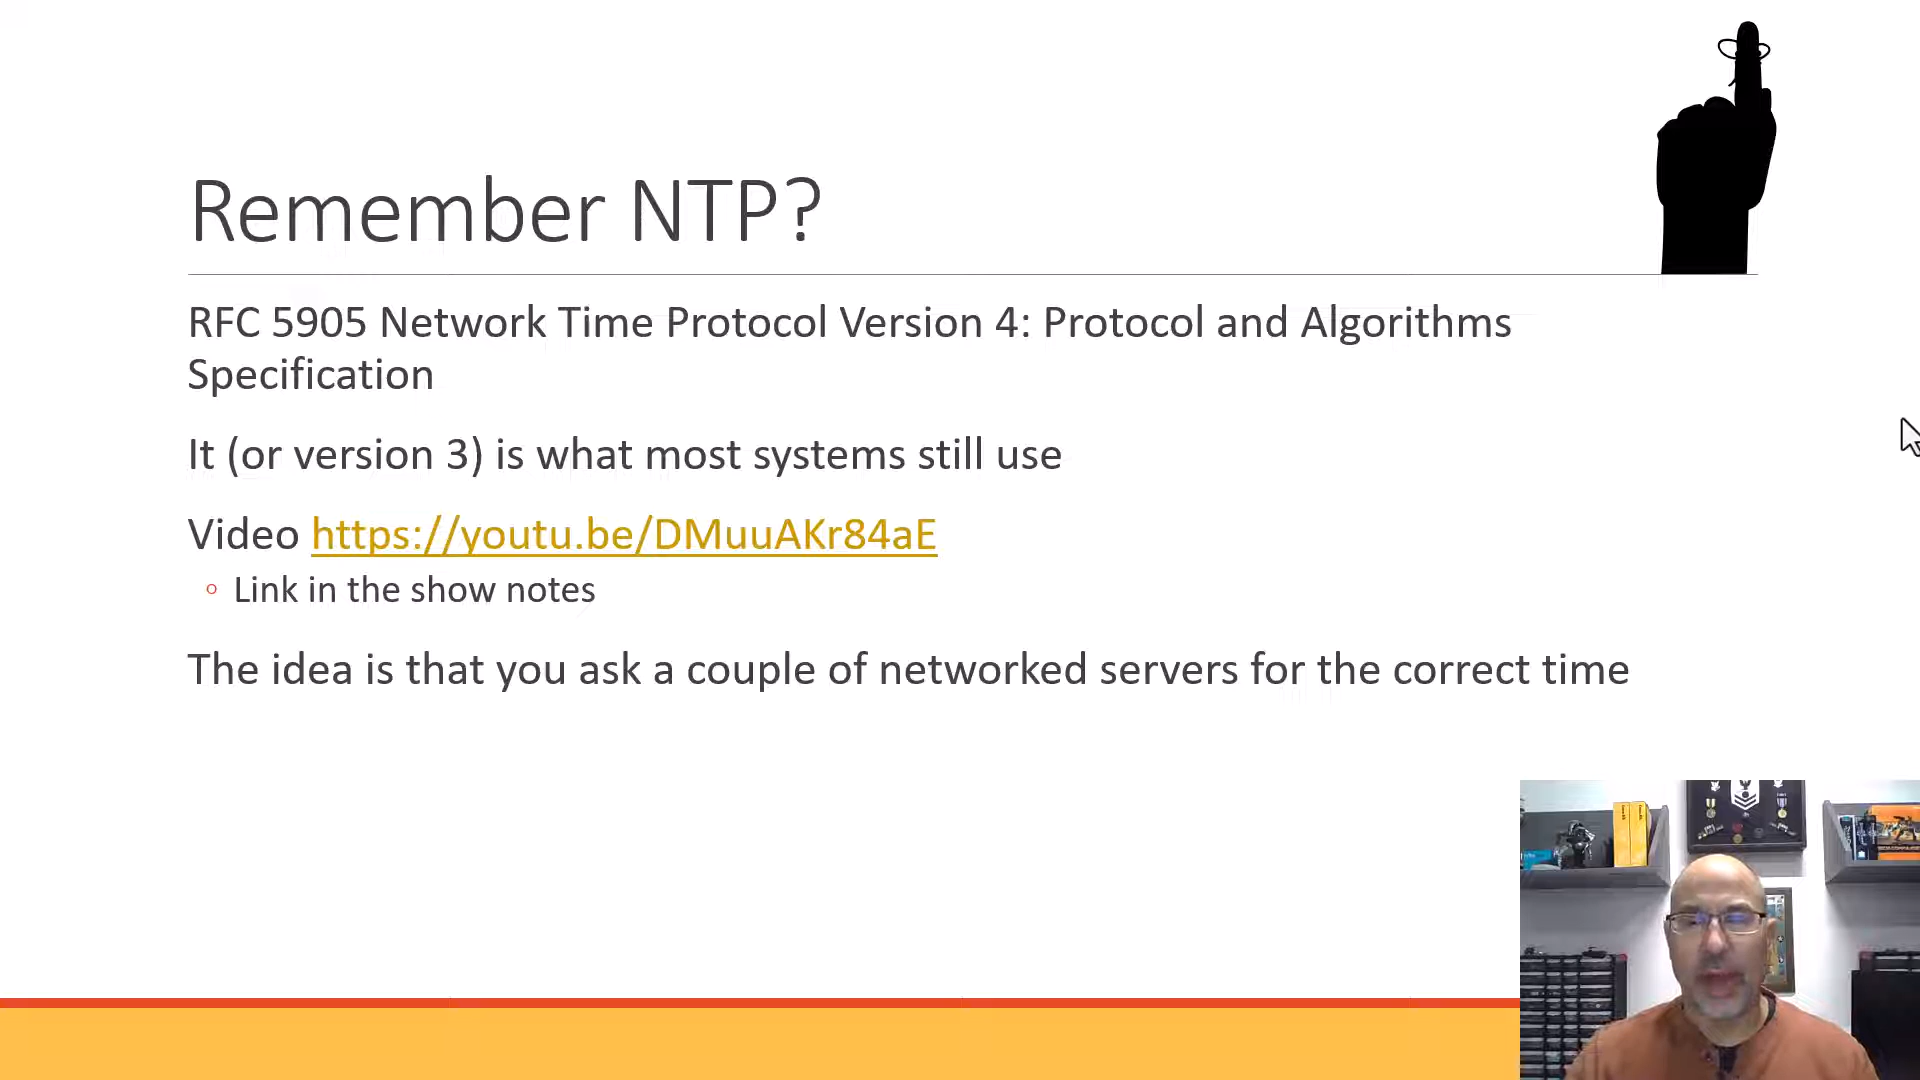 Remember NTP?
RFC 5905 Network Time Protocol Version 4: Protocol and Algorithms
Specification
It (or version 3) is what most systems still use
Video https://youtu.be/DMuuAKr84aE
◦ Link in the show notes
The idea is that you ask a couple of networked servers for the correct time